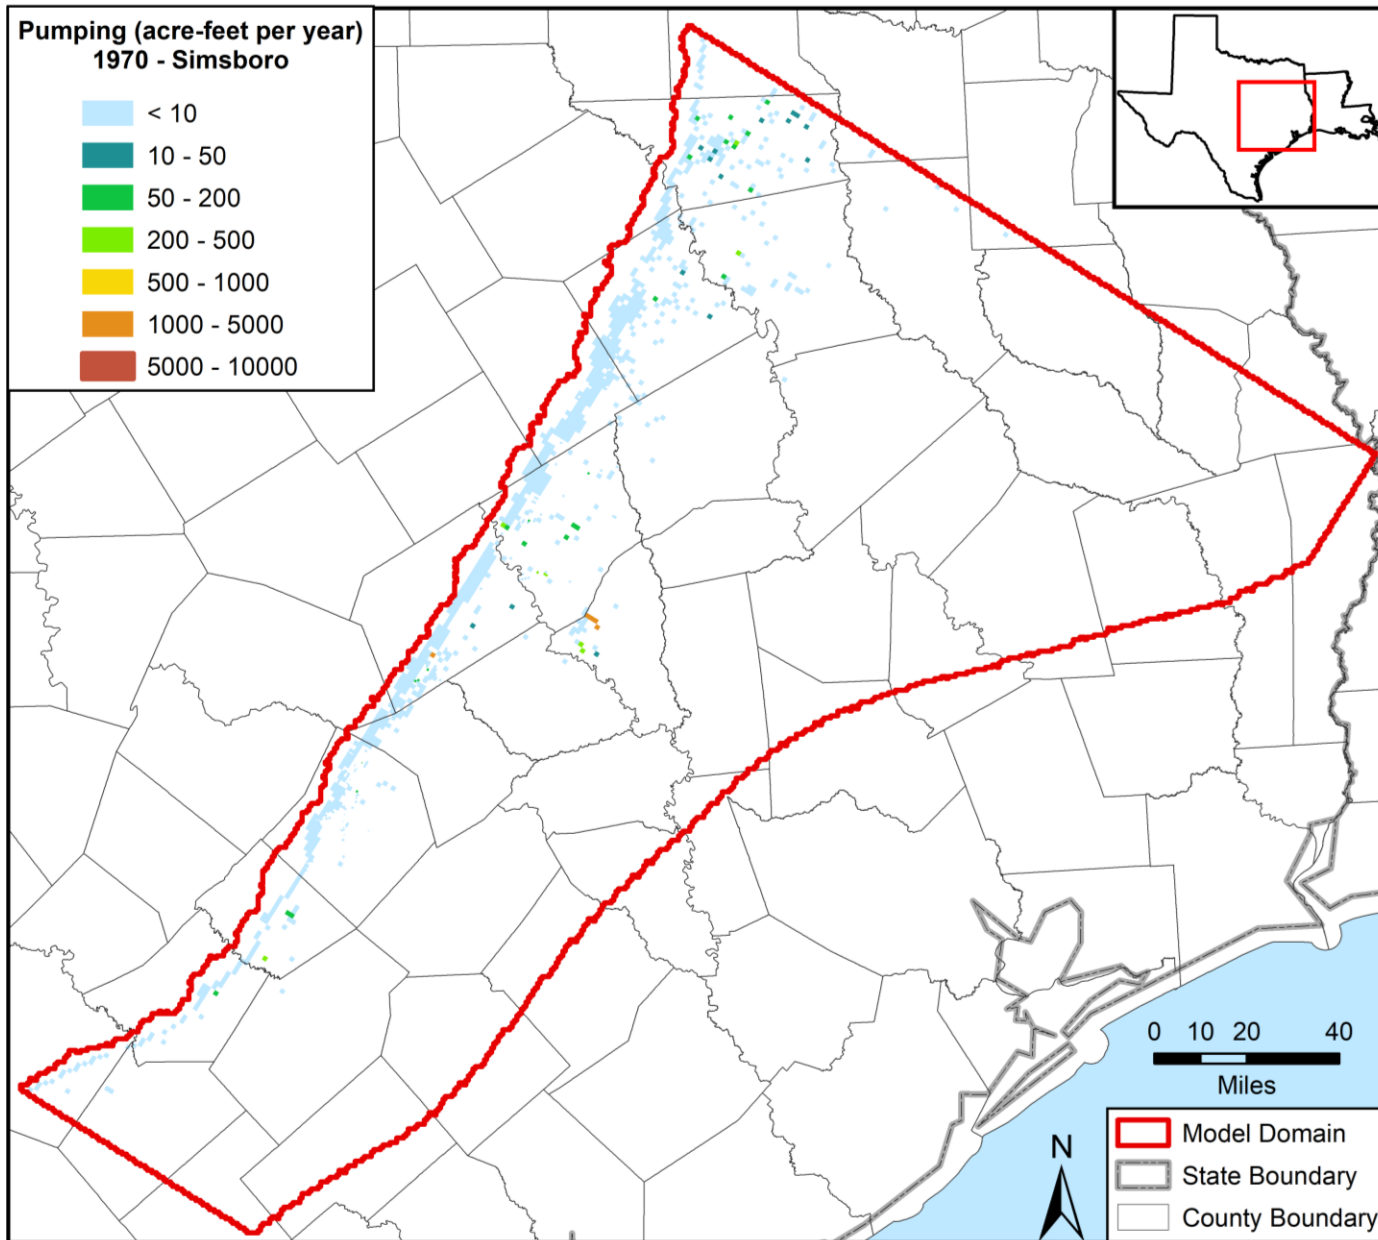 Pumping (acre-feet per year)
1970 - Simsboro
< 10
10 - 50
50 - 200
200 - 500
500 - 1000
1000 - 5000
5000 - 10000
0 10 20 40
Miles
N
Model Domain
State Boundary
County Boundary